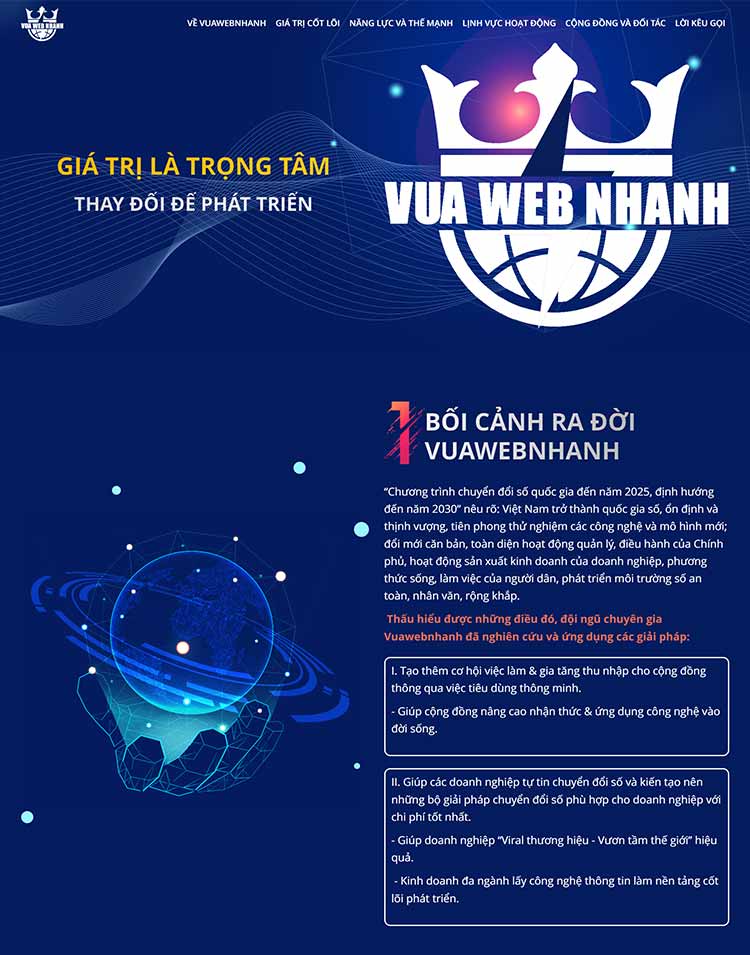 VUA WEB NHANH
VỀ VUAWEBNHANH GIÁ TRỊ CỐT LÕI NĂNG LỰC VÀ THẾ MẠNH LỊNH VỰC HOẠT ĐỘNG CỘNG ĐỒNG VÀ ĐỐI TÁC LỜI KÊU GỌI
GIÁ TRỊ LÀ TRỌNG TÂM
THAY ĐỐI ĐẾ PHÁT TRIỂN
VUA WEB NHANH
1 BỐI CẢNH RA ĐỜI
VUAWEBNHANH
“Chương trình chuyển đổi số quốc gia đến năm 2025, định hướng
đến năm 2030” nêu rõ: Việt Nam trở thành quốc gia số, ổn định và
thịnh vượng, tiên phong thử nghiệm các công nghệ và mô hình mới;
đổi mới căn bản, toàn diện hoạt động quản lý, điều hành của Chính
phủ, hoạt động sản xuất kinh doanh của doanh nghiệp, phương
thức sống, làm việc của người dân, phát triển môi trường số an
toàn, nhân văn, rộng khắp.
Thấu hiểu được những điều đó, đội ngũ chuyên gia
Vuawebnhanh đã nghiên cứu và ứng dụng các giải pháp:
I. Tạo thêm cơ hội việc làm & gia tăng thu nhập cho cộng đồng
thông qua việc tiêu dùng thông minh.
- Giúp cộng đồng nâng cao nhận thức & ứng dụng công nghệ vào
đời sống.
II. Giúp các doanh nghiệp tự tin chuyển đổi số và kiến tạo nên
những bộ giải pháp chuyển đổi số phù hợp cho doanh nghiệp với
chi phí tốt nhất.
- Giúp doanh nghiệp “Viral thương hiệu - Vươn tầm thế giới” hiệu
quả.
- Kinh doanh đa ngành lấy công nghệ thông tin làm nền tảng cốt
lõi phát triển.